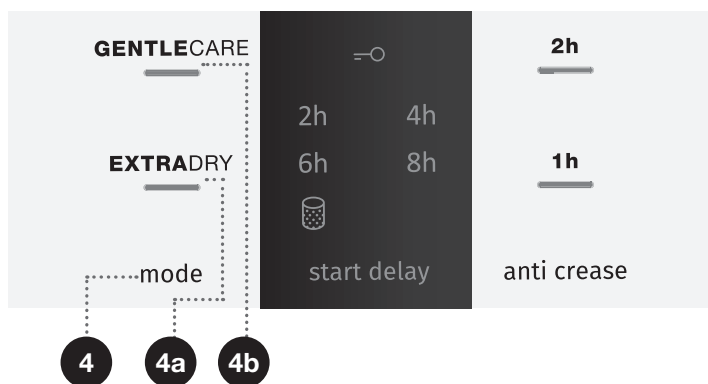 GENTLECARE
EXTRADRY
mode
2h 4h
6h 8h
start delay
2h
1h
anti crease
4 4a 4b